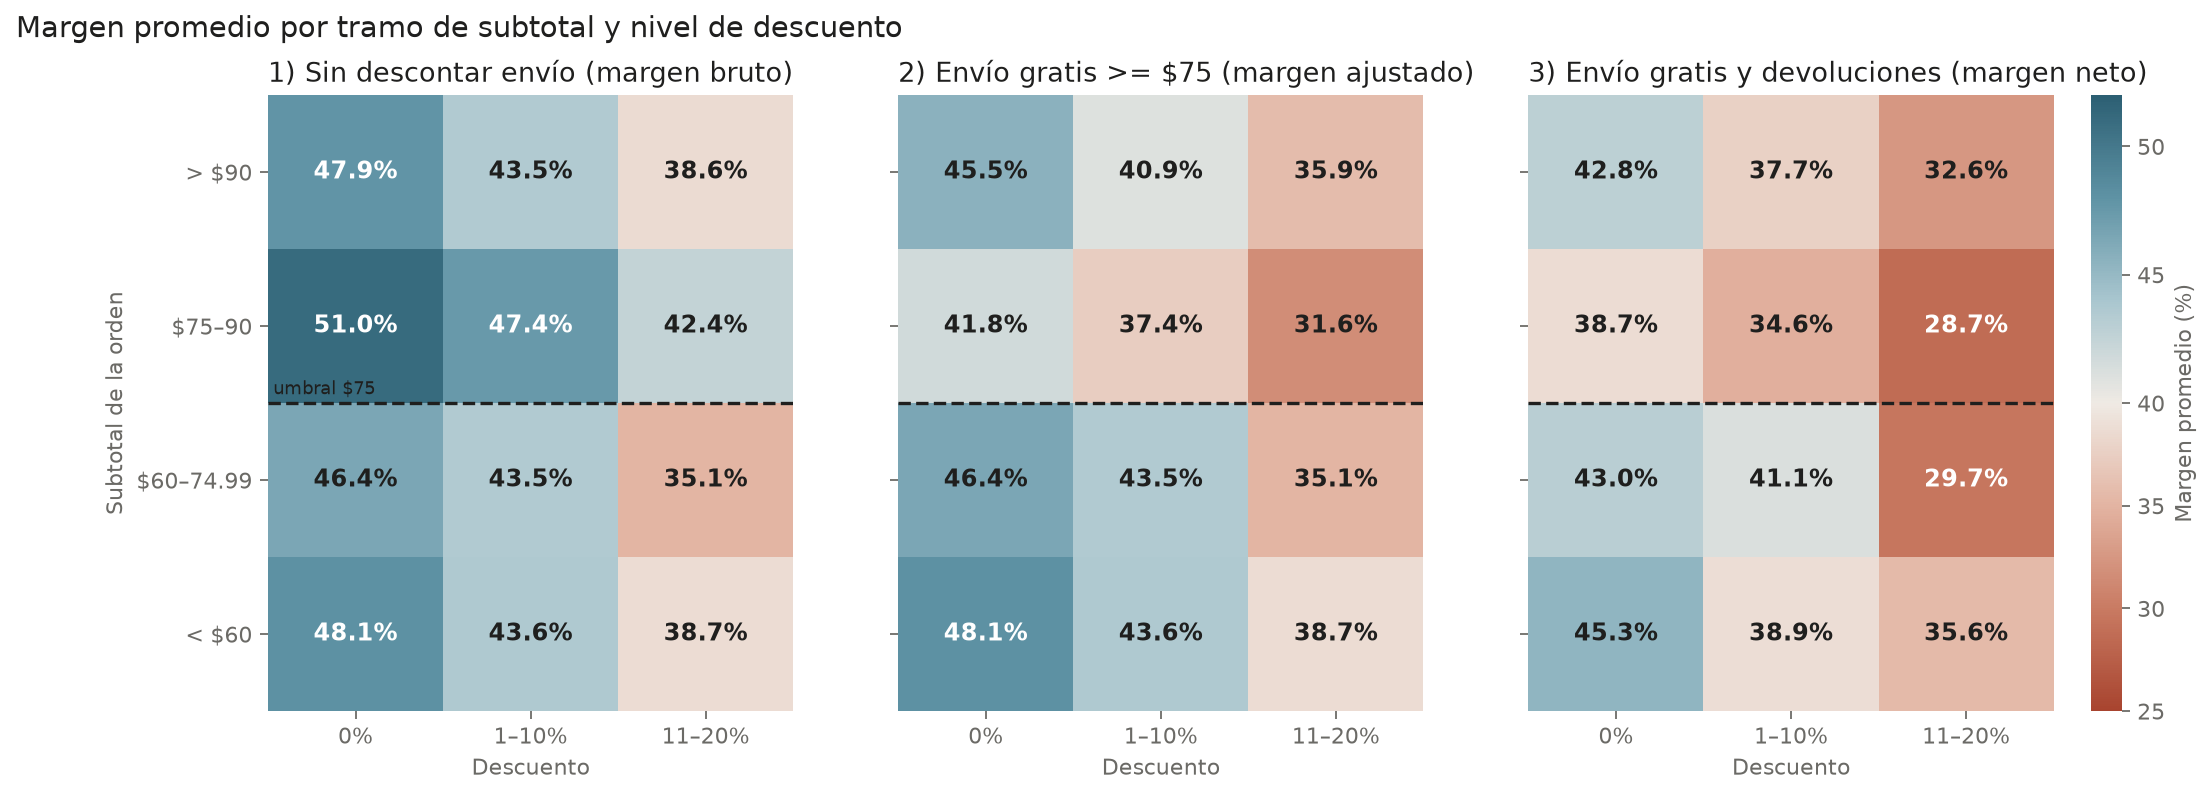 Margen promedio por tramo de subtotal y nivel de descuento
1) Sin descontar envío (margen bruto)
2) Envío gratis >= $75 (margen ajustado)
3) Envío gratis y devoluciones (margen neto)
Subtotal de la orden
> $90
47.9% 43.5% 38.6%
45.5% 40.9% 35.9%
42.8% 37.7% 32.6%
$75–90
51.0% 47.4% 42.4%
41.8% 37.4% 31.6%
38.7% 34.6% 28.7%
umbral $75
$60–74.99
46.4% 43.5% 35.1%
46.4% 43.5% 35.1%
43.0% 41.1% 29.7%
< $60
48.1% 43.6% 38.7%
48.1% 43.6% 38.7%
45.3% 38.9% 35.6%
0% 1–10% 11–20%
0% 1–10% 11–20%
0% 1–10% 11–20%
Descuento
Descuento
Descuento
50
45
40
35
30
25
Margen promedio (%)